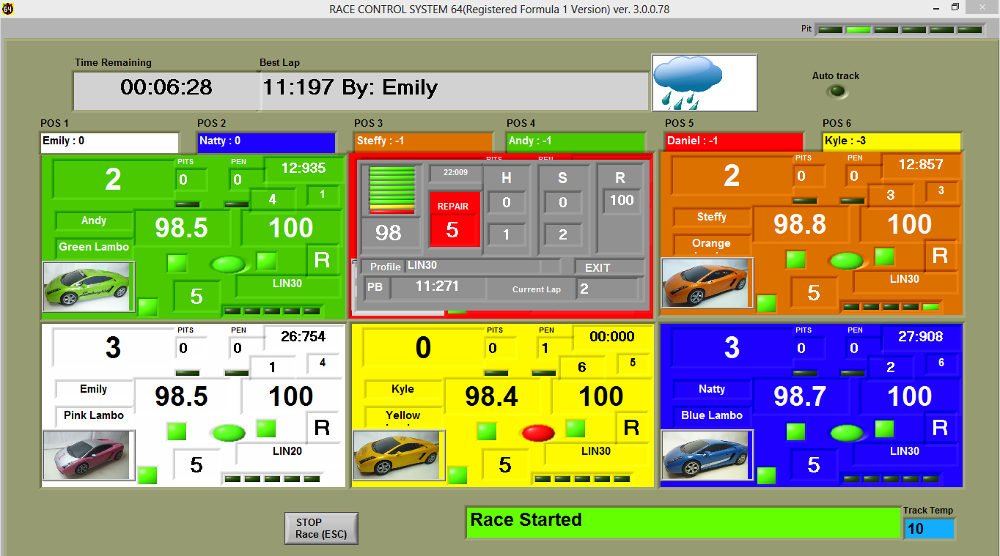 64
RACE CONTROL SYSTEM 64(Registered Formula 1 Version) ver. 3.0.0.78
Pit
Time Remaining
Best Lap
00:06:28
11:197 By: Emily
Auto track
POS 1
POS 2
POS 3
POS 4
POS 5
POS 6
Emily : 0
Natty : 0
Steffy : -1
Andy : -1
Daniel : -1
Kyle : -3
2
PITS
0
PEN
0
12:935
4
1
Andy
98.5
100
Green Lambo
R
LIN30
5
PITS
PEN
22:009
H
S
R
REPAIR
5
0
0
100
98
1
2
Profile
LIN30
EXIT
PB
11:271
Current Lap
2
2
PITS
0
PEN
0
12:857
3
3
Steffy
98.8
100
Orange
R
LIN30
5
3
PITS
0
PEN
0
26:754
1
4
Emily
98.5
100
Pink Lambo
R
LIN20
5
0
PITS
0
PEN
1
00:000
6
5
Kyle
98.4
100
Yellow
R
LIN30
5
3
PITS
0
PEN
0
27:908
2
6
Natty
98.7
100
Blue Lambo
R
LIN30
5
STOP
Race (ESC)
Race Started
Track Temp
10